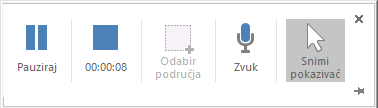 Pauziraj
00:00:08
Odabir
područja
Zvuk
Snimi
pokazivač